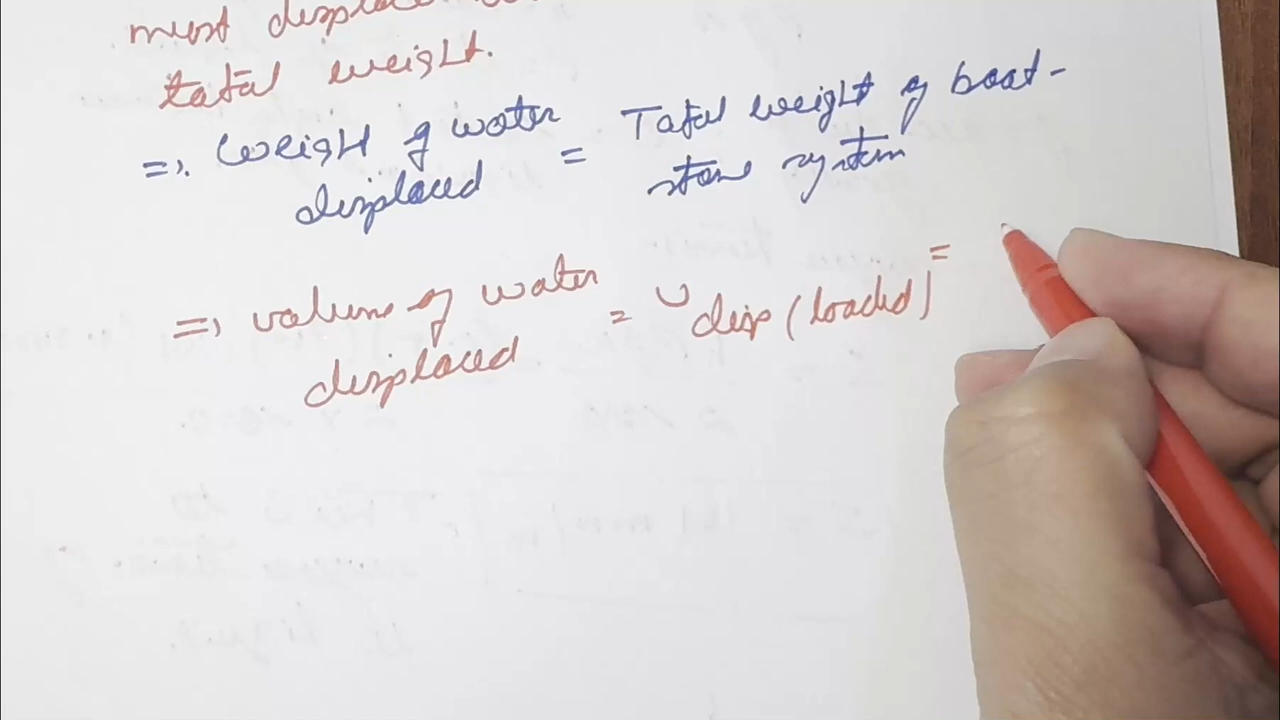 must displace
total weight.
=> weight of water = Total weight of boat-
displaced stone system
=> volume of water = V disp (loaded) =
displaced